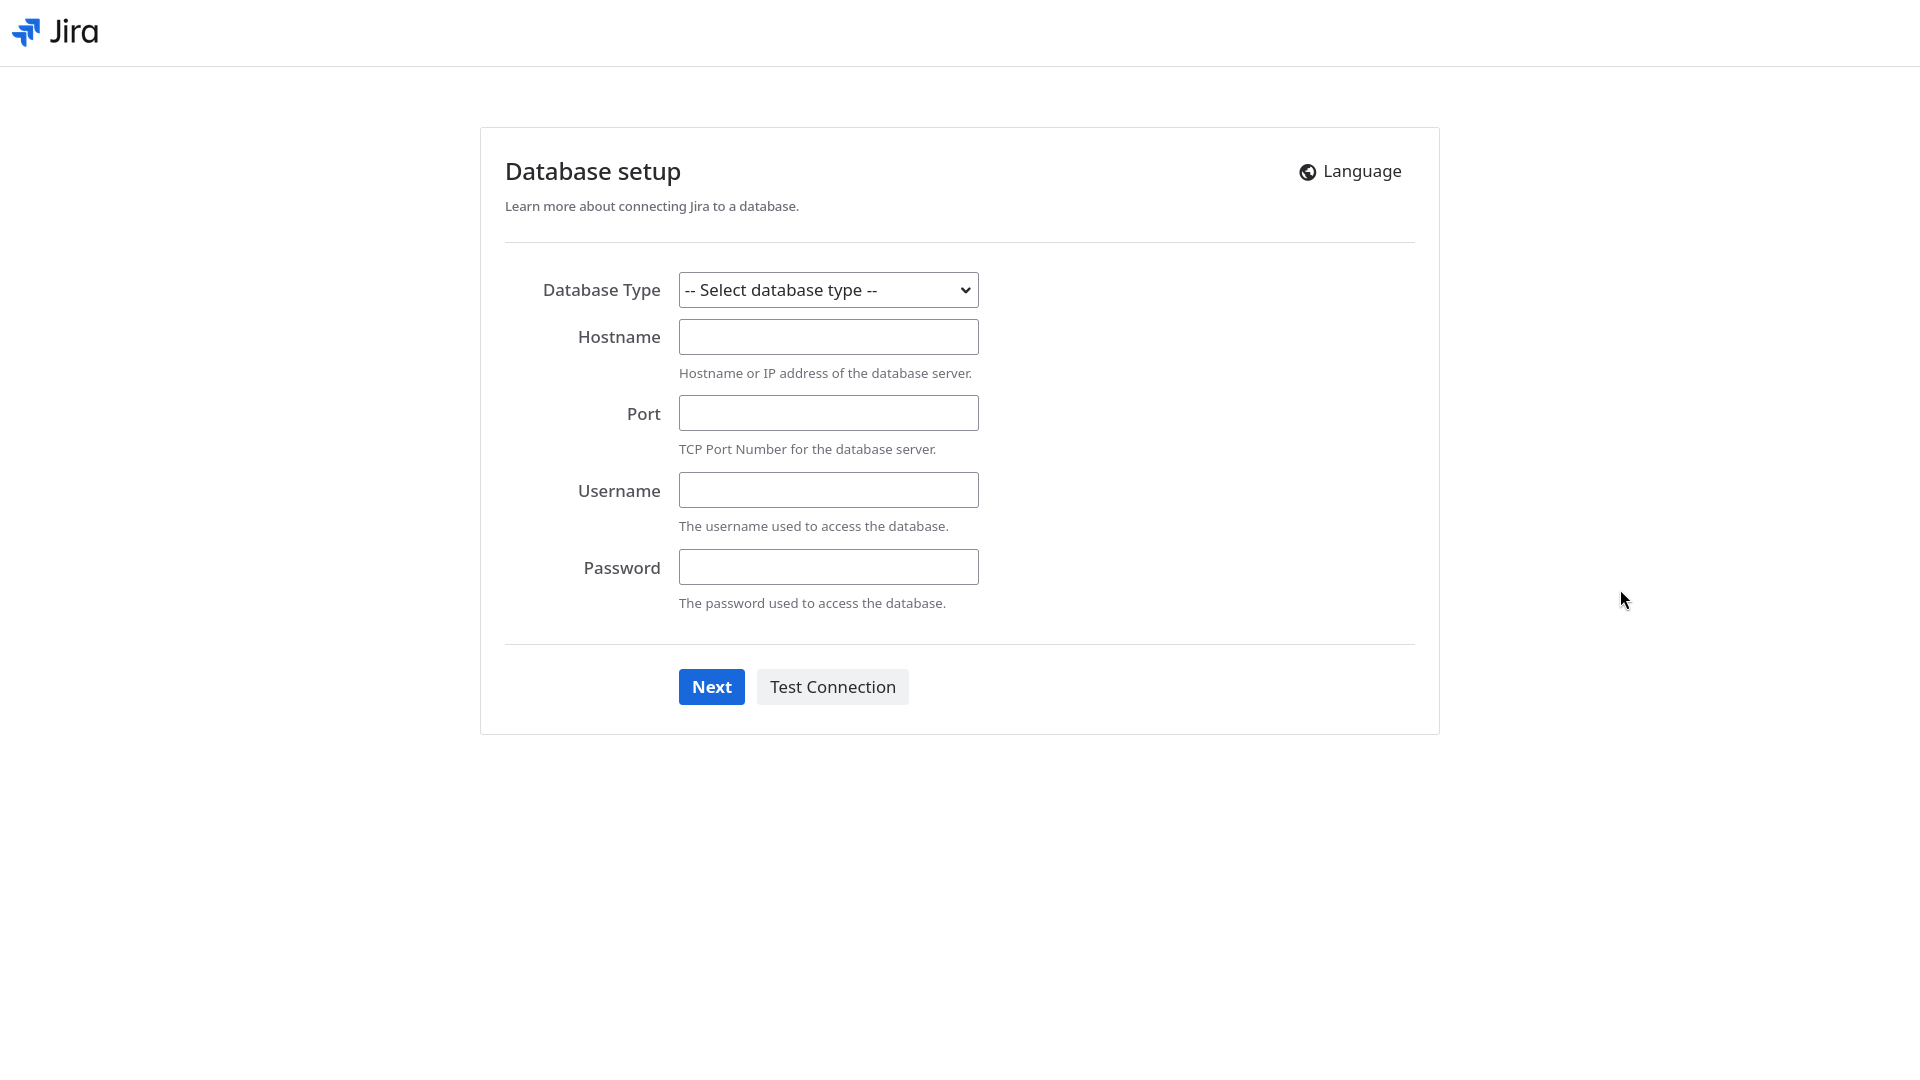 Jira
Database setup
Language
Learn more about connecting Jira to a database.
Database Type
-- Select database type --
Hostname
Hostname or IP address of the database server.
Port
TCP Port Number for the database server.
Username
The username used to access the database.
Password
The password used to access the database.
Next
Test Connection